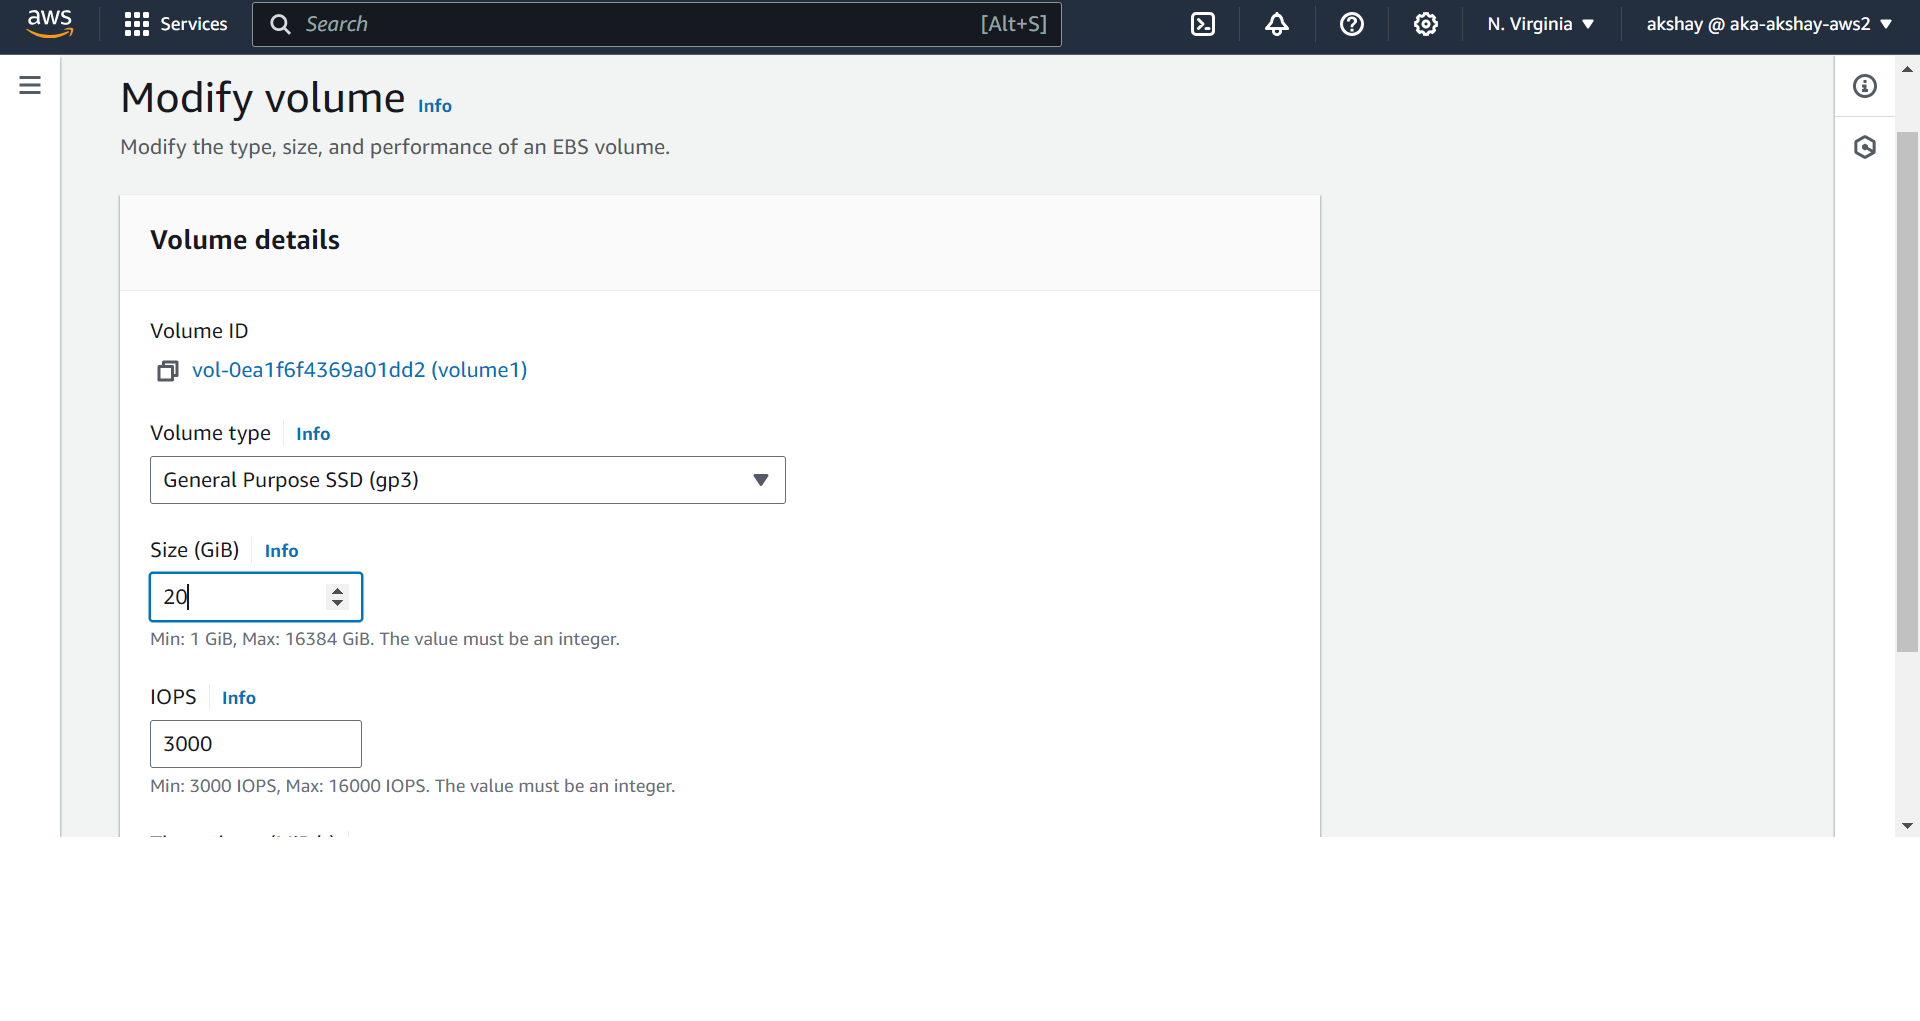 aws Services Search [Alt+S] N. Virginia akshay @ aka-akshay-aws2
Modify volume Info
Modify the type, size, and performance of an EBS volume.
Volume details
Volume ID
vol-0ea1f6f4369a01dd2 (volume1)
Volume type Info
General Purpose SSD (gp3)
Size (GiB) Info
20
Min: 1 GiB, Max: 16384 GiB. The value must be an integer.
IOPS Info
3000
Min: 3000 IOPS, Max: 16000 IOPS. The value must be an integer.